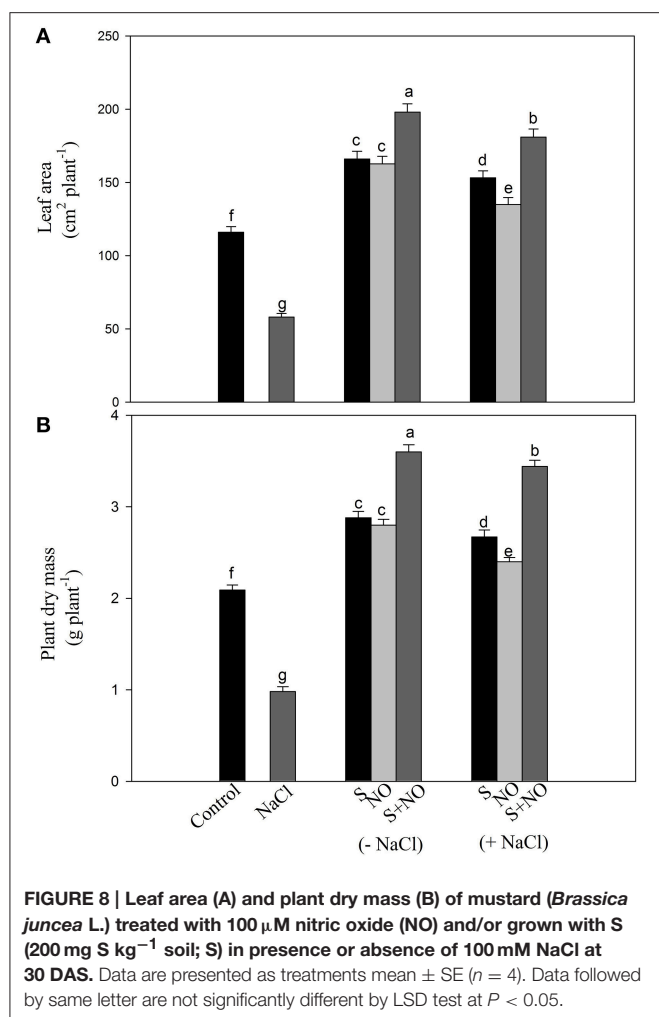 A
250
200
150
100
50
0
Leaf area
(cm² plant⁻¹)
f
g
c
c
a
d
e
b
B
4
3
2
1
0
Plant dry mass
(g plant⁻¹)
f
g
c
c
a
d
e
b
Control
NaCl
S
NO
S+NO
(- NaCl)
S
NO
S+NO
(+ NaCl)
FIGURE 8 | Leaf area (A) and plant dry mass (B) of mustard (Brassica
juncea L.) treated with 100 μM nitric oxide (NO) and/or grown with S
(200 mg S kg⁻¹ soil; S) in presence or absence of 100 mM NaCl at
30 DAS. Data are presented as treatments mean ± SE (n = 4). Data followed
by same letter are not significantly different by LSD test at P < 0.05.